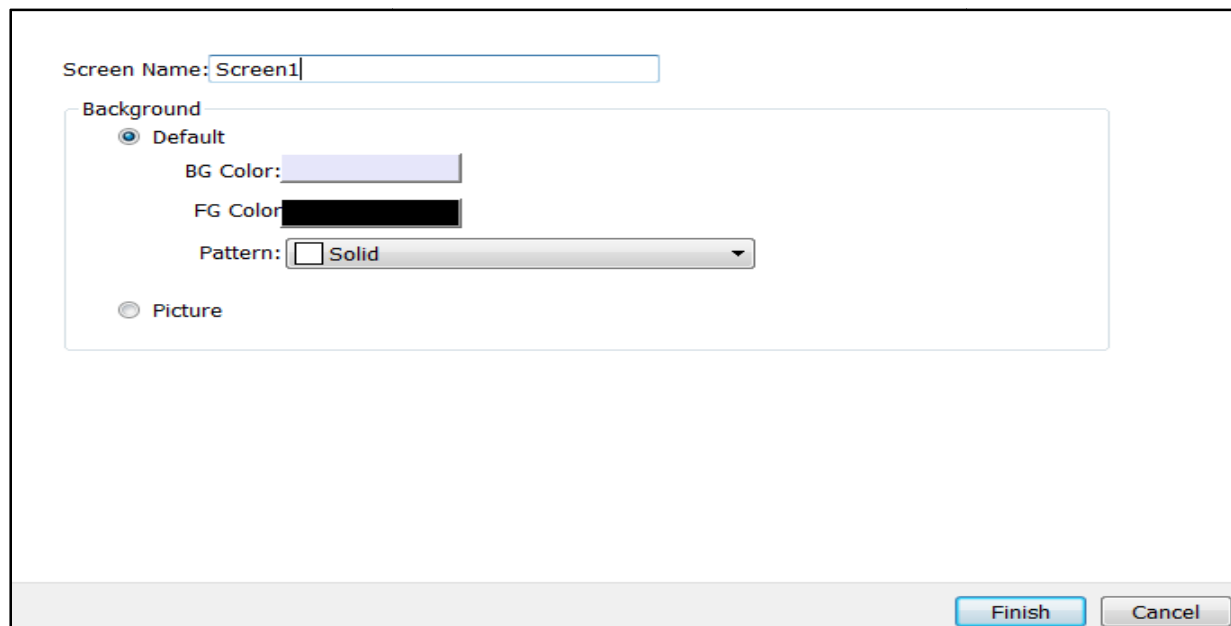 Screen Name: Screen1
Background
Default
BG Color:
FG Color
Pattern: Solid
Picture
Finish Cancel